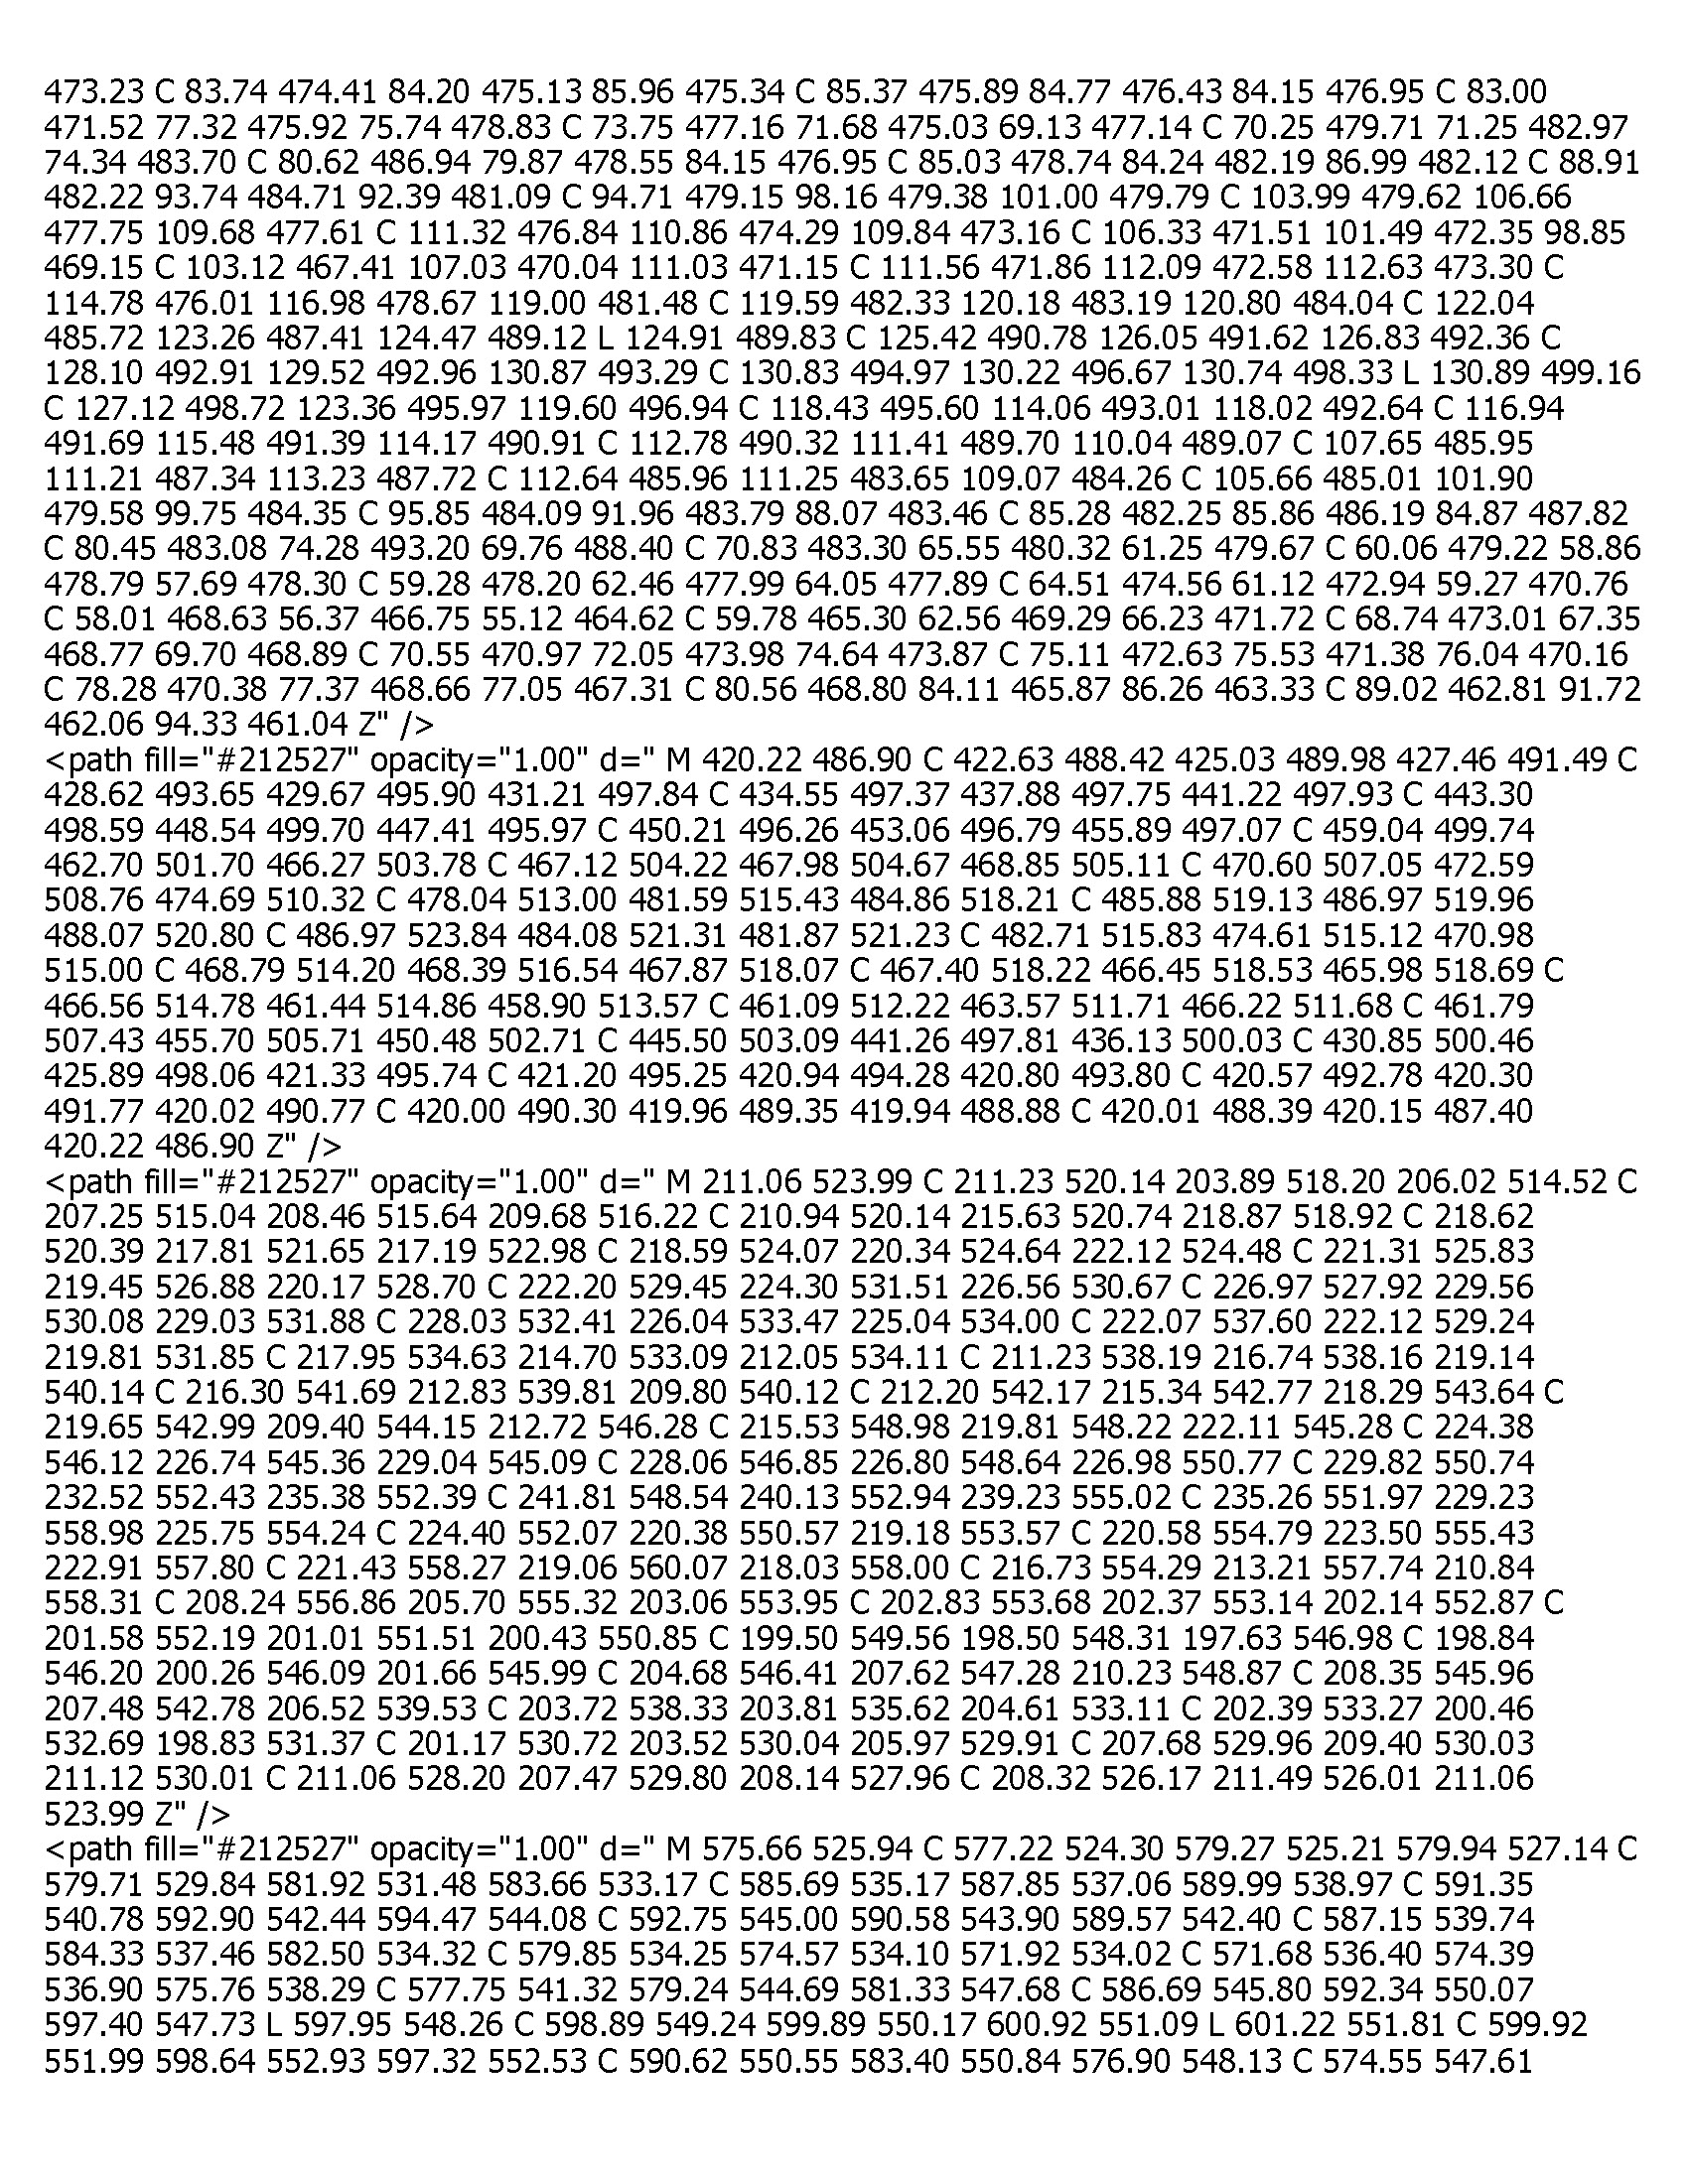 473.23 C 83.74 474.41 84.20 475.13 85.96 475.34 C 85.37 475.89 84.77 476.43 84.15 476.95 C 83.00
471.52 77.32 475.92 75.74 478.83 C 73.75 477.16 71.68 475.03 69.13 477.14 C 70.25 479.71 71.25 482.97
74.34 483.70 C 80.62 486.94 79.87 478.55 84.15 476.95 C 85.03 478.74 84.24 482.19 86.99 482.12 C 88.91
482.22 93.74 484.71 92.39 481.09 C 94.71 479.15 98.16 479.38 101.00 479.79 C 103.99 479.62 106.66
477.75 109.68 477.61 C 111.32 476.84 110.86 474.29 109.84 473.16 C 106.33 471.51 101.49 472.35 98.85
469.15 C 103.12 467.41 107.03 470.04 111.03 471.15 C 111.56 471.86 112.09 472.58 112.63 473.30 C
114.78 476.01 116.98 478.67 119.00 481.48 C 119.59 482.33 120.18 483.19 120.80 484.04 C 122.04
485.72 123.26 487.41 124.47 489.12 L 124.91 489.83 C 125.42 490.78 126.05 491.62 126.83 492.36 C
128.10 492.91 129.52 492.96 130.87 493.29 C 130.83 494.97 130.22 496.67 130.74 498.33 L 130.89 499.16
C 127.12 498.72 123.36 495.97 119.60 496.94 C 118.43 495.60 114.06 493.01 118.02 492.64 C 116.94
491.69 115.48 491.39 114.17 490.91 C 112.78 490.32 111.41 489.70 110.04 489.07 C 107.65 485.95
111.21 487.34 113.23 487.72 C 112.64 485.96 111.25 483.65 109.07 484.26 C 105.66 485.01 101.90
479.58 99.75 484.35 C 95.85 484.09 91.96 483.79 88.07 483.46 C 85.28 482.25 85.86 486.19 84.87 487.82
C 80.45 483.08 74.28 493.20 69.76 488.40 C 70.83 483.30 65.55 480.32 61.25 479.67 C 60.06 479.22 58.86
478.79 57.69 478.30 C 59.28 478.20 62.46 477.99 64.05 477.89 C 64.51 474.56 61.12 472.94 59.27 470.76
C 58.01 468.63 56.37 466.75 55.12 464.62 C 59.78 465.30 62.56 469.29 66.23 471.72 C 68.74 473.01 67.35
468.77 69.70 468.89 C 70.55 470.97 72.05 473.98 74.64 473.87 C 75.11 472.63 75.53 471.38 76.04 470.16
C 78.28 470.38 77.37 468.66 77.05 467.31 C 80.56 468.80 84.11 465.87 86.26 463.33 C 89.02 462.81 91.72
462.06 94.33 461.04 Z" />
<path fill="#212527" opacity="1.00" d=" M 420.22 486.90 C 422.63 488.42 425.03 489.98 427.46 491.49 C
428.62 493.65 429.67 495.90 431.21 497.84 C 434.55 497.37 437.88 497.75 441.22 497.93 C 443.30
498.59 448.54 499.70 447.41 495.97 C 450.21 496.26 453.06 496.79 455.89 497.07 C 459.04 499.74
462.70 501.70 466.27 503.78 C 467.12 504.22 467.98 504.67 468.85 505.11 C 470.60 507.05 472.59
508.76 474.69 510.32 C 478.04 513.00 481.59 515.43 484.86 518.21 C 485.88 519.13 486.97 519.96
488.07 520.80 C 486.97 523.84 484.08 521.31 481.87 521.23 C 482.71 515.83 474.61 515.12 470.98
515.00 C 468.79 514.20 468.39 516.54 467.87 518.07 C 467.40 518.22 466.45 518.53 465.98 518.69 C
466.56 514.78 461.44 514.86 458.90 513.57 C 461.09 512.22 463.57 511.71 466.22 511.68 C 461.79
507.43 455.70 505.71 450.48 502.71 C 445.50 503.09 441.26 497.81 436.13 500.03 C 430.85 500.46
425.89 498.06 421.33 495.74 C 421.20 495.25 420.94 494.28 420.80 493.80 C 420.57 492.78 420.30
491.77 420.02 490.77 C 420.00 490.30 419.96 489.35 419.94 488.88 C 420.01 488.39 420.15 487.40
420.22 486.90 Z" />
<path fill="#212527" opacity="1.00" d=" M 211.06 523.99 C 211.23 520.14 203.89 518.20 206.02 514.52 C
207.25 515.04 208.46 515.64 209.68 516.22 C 210.94 520.14 215.63 520.74 218.87 518.92 C 218.62
520.39 217.81 521.65 217.19 522.98 C 218.59 524.07 220.34 524.64 222.12 524.48 C 221.31 525.83
219.45 526.88 220.17 528.70 C 222.20 529.45 224.30 531.51 226.56 530.67 C 226.97 527.92 229.56
530.08 229.03 531.88 C 228.03 532.41 226.04 533.47 225.04 534.00 C 222.07 537.60 222.12 529.24
219.81 531.85 C 217.95 534.63 214.70 533.09 212.05 534.11 C 211.23 538.19 216.74 538.16 219.14
540.14 C 216.30 541.69 212.83 539.81 209.80 540.12 C 212.20 542.17 215.34 542.77 218.29 543.64 C
219.65 542.99 209.40 544.15 212.72 546.28 C 215.53 548.98 219.81 548.22 222.11 545.28 C 224.38
546.12 226.74 545.36 229.04 545.09 C 228.06 546.85 226.80 548.64 226.98 550.77 C 229.82 550.74
232.52 552.43 235.38 552.39 C 241.81 548.54 240.13 552.94 239.23 555.02 C 235.26 551.97 229.23
558.98 225.75 554.24 C 224.40 552.07 220.38 550.57 219.18 553.57 C 220.58 554.79 223.50 555.43
222.91 557.80 C 221.43 558.27 219.06 560.07 218.03 558.00 C 216.73 554.29 213.21 557.74 210.84
558.31 C 208.24 556.86 205.70 555.32 203.06 553.95 C 202.83 553.68 202.37 553.14 202.14 552.87 C
201.58 552.19 201.01 551.51 200.43 550.85 C 199.50 549.56 198.50 548.31 197.63 546.98 C 198.84
546.20 200.26 546.09 201.66 545.99 C 204.68 546.41 207.62 547.28 210.23 548.87 C 208.35 545.96
207.48 542.78 206.52 539.53 C 203.72 538.33 203.81 535.62 204.61 533.11 C 202.39 533.27 200.46
532.69 198.83 531.37 C 201.17 530.72 203.52 530.04 205.97 529.91 C 207.68 529.96 209.40 530.03
211.12 530.01 C 211.06 528.20 207.47 529.80 208.14 527.96 C 208.32 526.17 211.49 526.01 211.06
523.99 Z" />
<path fill="#212527" opacity="1.00" d=" M 575.66 525.94 C 577.22 524.30 579.27 525.21 579.94 527.14 C
579.71 529.84 581.92 531.48 583.66 533.17 C 585.69 535.17 587.85 537.06 589.99 538.97 C 591.35
540.78 592.90 542.44 594.47 544.08 C 592.75 545.00 590.58 543.90 589.57 542.40 C 587.15 539.74
584.33 537.46 582.50 534.32 C 579.85 534.25 574.57 534.10 571.92 534.02 C 571.68 536.40 574.39
536.90 575.76 538.29 C 577.75 541.32 579.24 544.69 581.33 547.68 C 586.69 545.80 592.34 550.07
597.40 547.73 L 597.95 548.26 C 598.89 549.24 599.89 550.17 600.92 551.09 L 601.22 551.81 C 599.92
551.99 598.64 552.93 597.32 552.53 C 590.62 550.55 583.40 550.84 576.90 548.13 C 574.55 547.61